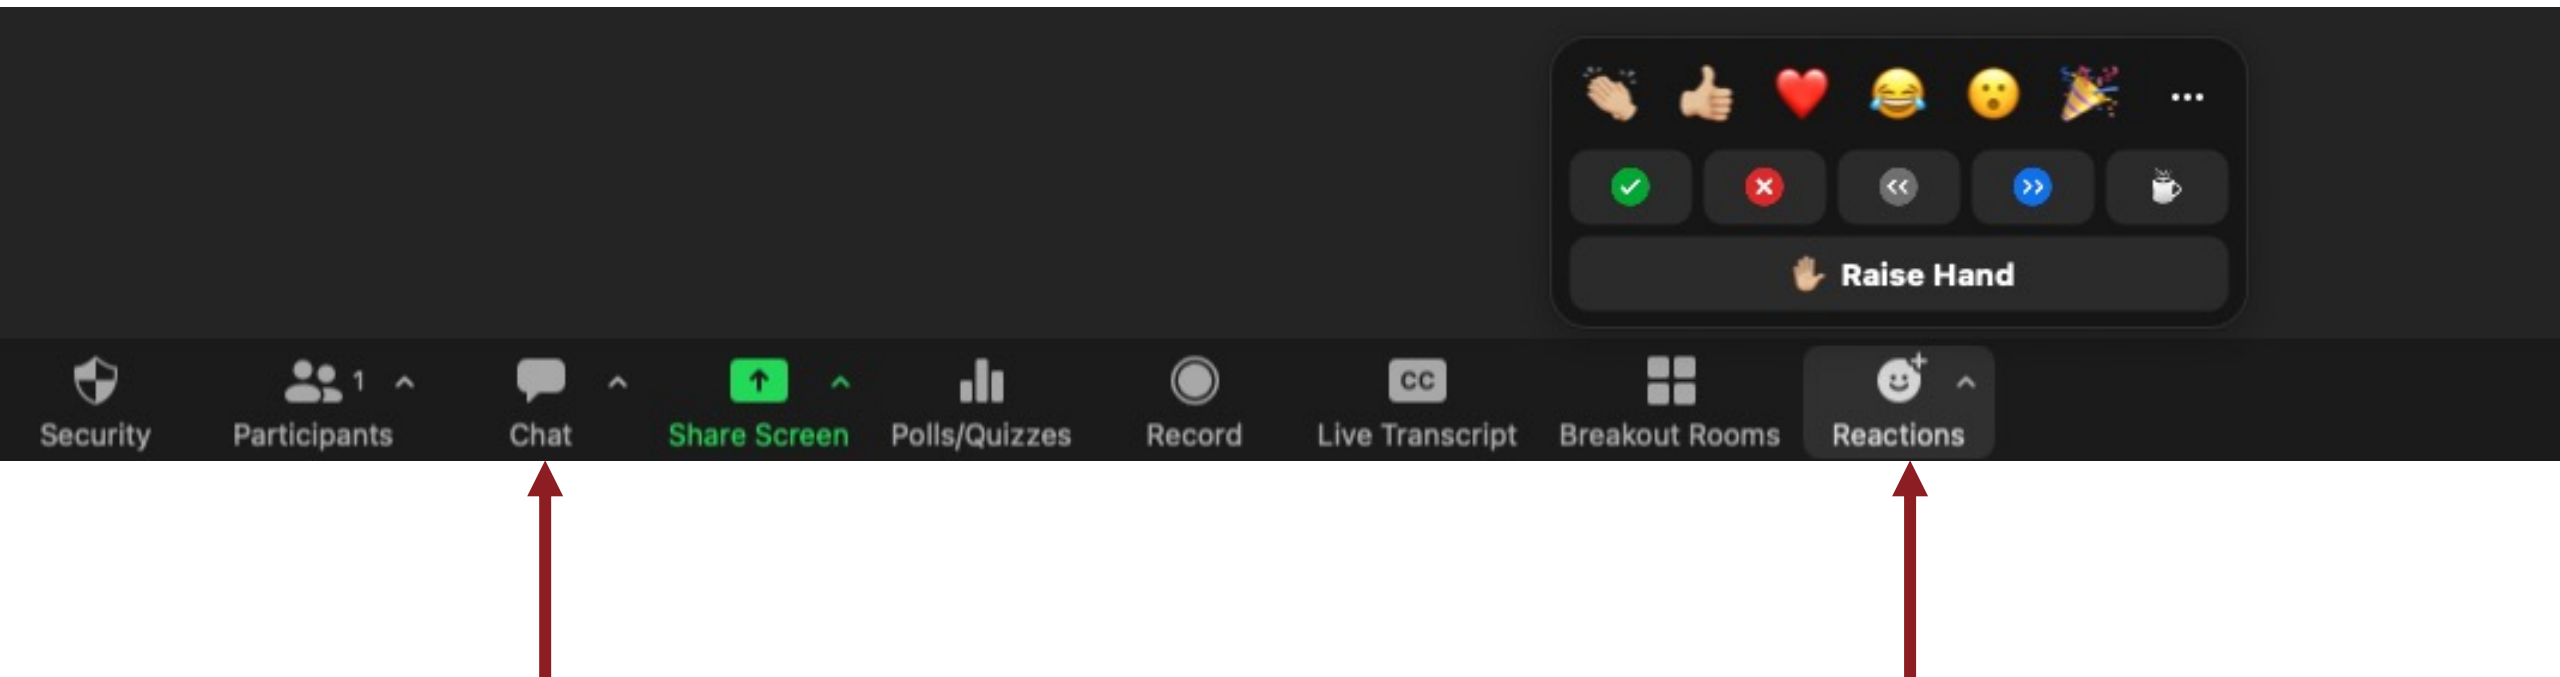 Raise Hand
1
CC
Security Participants Chat Share Screen Polls/Quizzes Record Live Transcript Breakout Rooms Reactions